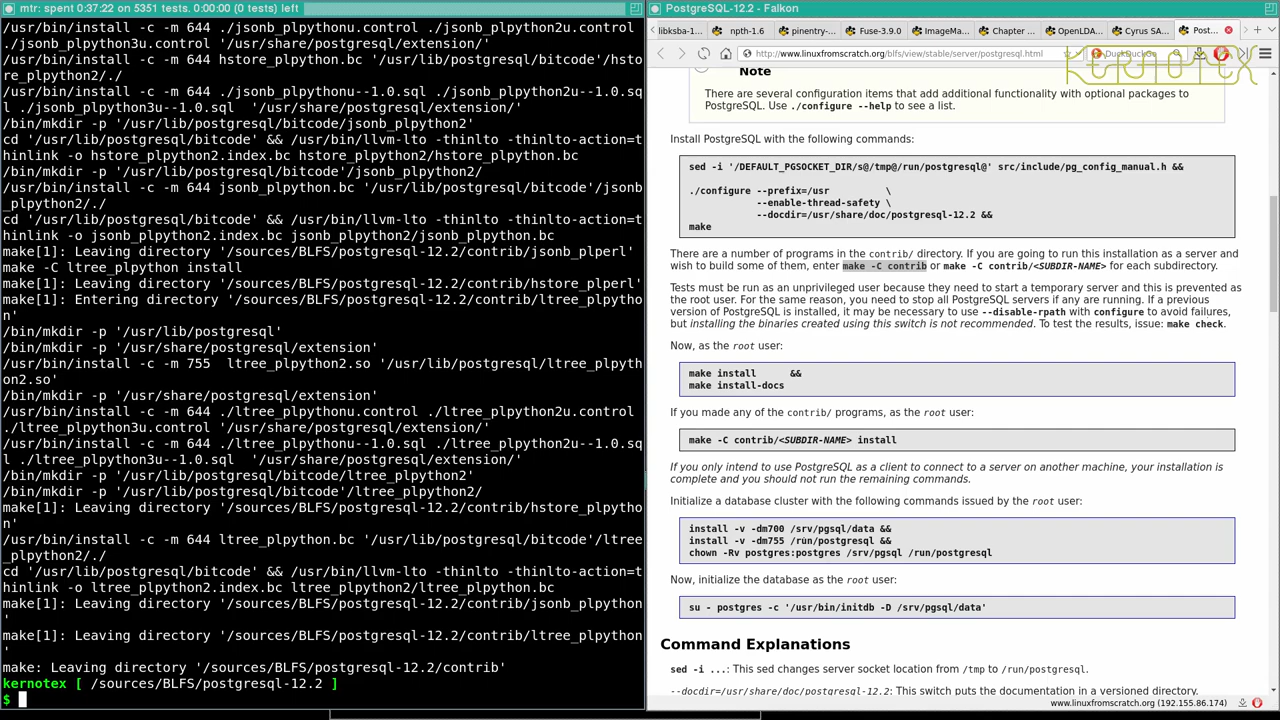 mtr: spent 0:37:22 on 5351 tests. 0:00:00 (0 tests) left
/usr/bin/install -c -m 644 ./jsonb_plpythonu.control ./jsonb_plpython2u.control
./jsonb_plpython3u.control '/usr/share/postgresql/extension/'
/usr/bin/install -c -m 644 hstore_plpython.bc '/usr/lib/postgresql/bitcode'/hsto
re_plpython2/./
/usr/bin/install -c -m 644 ./jsonb_plpythonu--1.0.sql ./jsonb_plpython2u--1.0.sq
l ./jsonb_plpython3u--1.0.sql  '/usr/share/postgresql/extension/'
/bin/mkdir -p '/usr/lib/postgresql/bitcode/jsonb_plpython2'
cd '/usr/lib/postgresql/bitcode' && /usr/bin/llvm-lto -thinlto -thinlto-action=t
hinlink -o hstore_plpython2.index.bc hstore_plpython2/hstore_plpython.bc
/bin/mkdir -p '/usr/lib/postgresql/bitcode'/jsonb_plpython2/
/usr/bin/install -c -m 644 jsonb_plpython.bc '/usr/lib/postgresql/bitcode'/jsonb
_plpython2/./
cd '/usr/lib/postgresql/bitcode' && /usr/bin/llvm-lto -thinlto -thinlto-action=t
hinlink -o jsonb_plpython2.index.bc jsonb_plpython2/jsonb_plpython.bc
make[1]: Leaving directory '/sources/BLFS/postgresql-12.2/contrib/jsonb_plperl'
make -C ltree_plpython install
make[1]: Leaving directory '/sources/BLFS/postgresql-12.2/contrib/hstore_plperl'
make[1]: Entering directory '/sources/BLFS/postgresql-12.2/contrib/ltree_plpytho
n'
/bin/mkdir -p '/usr/lib/postgresql'
/bin/mkdir -p '/usr/share/postgresql/extension'
/usr/bin/install -c -m 755  ltree_plpython2.so '/usr/lib/postgresql/ltree_plpyth
on2.so'
/bin/mkdir -p '/usr/share/postgresql/extension'
/usr/bin/install -c -m 644 ./ltree_plpythonu.control ./ltree_plpython2u.control
./ltree_plpython3u.control '/usr/share/postgresql/extension/'
/usr/bin/install -c -m 644 ./ltree_plpythonu--1.0.sql ./ltree_plpython2u--1.0.sq
l ./ltree_plpython3u--1.0.sql  '/usr/share/postgresql/extension/'
/bin/mkdir -p '/usr/lib/postgresql/bitcode/ltree_plpython2'
/bin/mkdir -p '/usr/lib/postgresql/bitcode'/ltree_plpython2/
make[1]: Leaving directory '/sources/BLFS/postgresql-12.2/contrib/hstore_plpytho
n'
/usr/bin/install -c -m 644 ltree_plpython.bc '/usr/lib/postgresql/bitcode'/ltree
_plpython2/./
cd '/usr/lib/postgresql/bitcode' && /usr/bin/llvm-lto -thinlto -thinlto-action=t
hinlink -o ltree_plpython2.index.bc ltree_plpython2/ltree_plpython.bc
make[1]: Leaving directory '/sources/BLFS/postgresql-12.2/contrib/jsonb_plpython
'
make[1]: Leaving directory '/sources/BLFS/postgresql-12.2/contrib/ltree_plpython
'
make: Leaving directory '/sources/BLFS/postgresql-12.2/contrib'
kernotex [ /sources/BLFS/postgresql-12.2 ]
$
PostgreSQL-12.2 - Falkon
libksba-1... npth-1.6 pinentry-... Fuse-3.9.0 ImageMa... Chapter ... OpenLDA... Cyrus SA... Post...
http://www.linuxfromscratch.org/blfs/view/stable/server/postgresql.html DuckDuckGo
KERNOTEX
Note
There are several configuration items that add additional functionality with optional packages to
PostgreSQL. Use ./configure --help to see a list.
Install PostgreSQL with the following commands:
sed -i '/DEFAULT_PGSOCKET_DIR/s@/tmp@/run/postgresql@' src/include/pg_config_manual.h &&
./configure --prefix=/usr          \
--enable-thread-safety \
--docdir=/usr/share/doc/postgresql-12.2 &&
make
There are a number of programs in the contrib/ directory. If you are going to run this installation as a server and
wish to build some of them, enter make -C contrib or make -C contrib/<SUBDIR-NAME> for each subdirectory.
Tests must be run as an unprivileged user because they need to start a temporary server and this is prevented as
the root user. For the same reason, you need to stop all PostgreSQL servers if any are running. If a previous
version of PostgreSQL is installed, it may be necessary to use --disable-rpath with configure to avoid failures,
but installing the binaries created using this switch is not recommended. To test the results, issue: make check.
Now, as the root user:
make install      &&
make install-docs
If you made any of the contrib/ programs, as the root user:
make -C contrib/<SUBDIR-NAME> install
If you only intend to use PostgreSQL as a client to connect to a server on another machine, your installation is
complete and you should not run the remaining commands.
Initialize a database cluster with the following commands issued by the root user:
install -v -dm700 /srv/pgsql/data &&
install -v -dm755 /run/postgresql &&
chown -Rv postgres:postgres /srv/pgsql /run/postgresql
Now, initialize the database as the root user:
su - postgres -c '/usr/bin/initdb -D /srv/pgsql/data'
Command Explanations
sed -i ...: This sed changes server socket location from /tmp to /run/postgresql.
--docdir=/usr/share/doc/postgresql-12.2: This switch puts the documentation in a versioned directory.
www.linuxfromscratch.org (192.155.86.174)